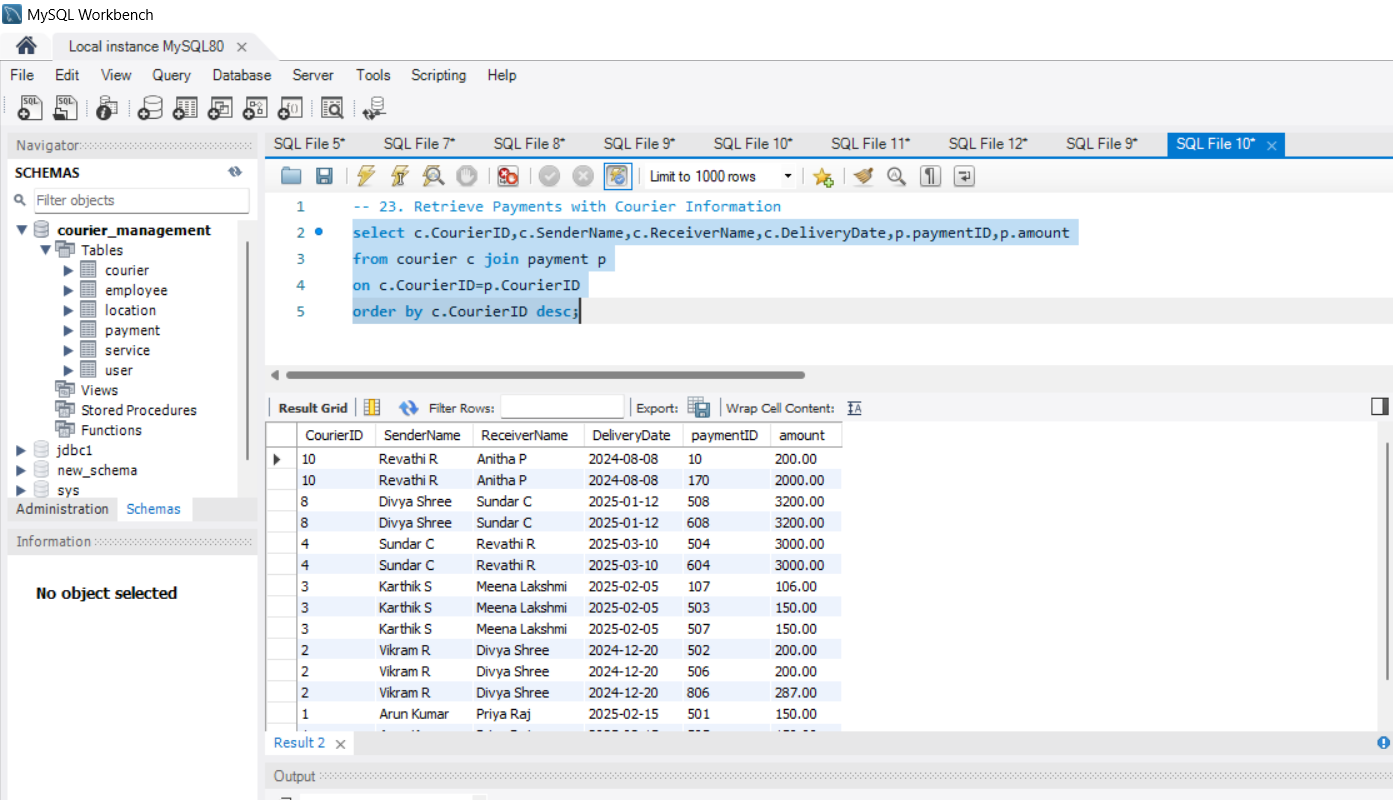 MySQL Workbench
Local instance MySQL80
File Edit View Query Database Server Tools Scripting Help
Navigator
SCHEMAS
Filter objects
courier_management
Tables
courier
employee
location
payment
service
user
Views
Stored Procedures
Functions
jdbc1
new_schema
sys
Administration Schemas
Information
No object selected
SQL File 5* SQL File 7* SQL File 8* SQL File 9* SQL File 10* SQL File 11* SQL File 12* SQL File 9* SQL File 10*
Limit to 1000 rows
1 -- 23. Retrieve Payments with Courier Information
2 select c.CourierID,c.SenderName,c.ReceiverName,c.DeliveryDate,p.paymentID,p.amount
3 from courier c join payment p
4 on c.CourierID=p.CourierID
5 order by c.CourierID desc;
Result Grid Filter Rows: Export: Wrap Cell Content:
CourierID SenderName ReceiverName DeliveryDate paymentID amount
10 Revathi R Anitha P 2024-08-08 10 200.00
10 Revathi R Anitha P 2024-08-08 170 2000.00
8 Divya Shree Sundar C 2025-01-12 508 3200.00
8 Divya Shree Sundar C 2025-01-12 608 3200.00
4 Sundar C Revathi R 2025-03-10 504 3000.00
4 Sundar C Revathi R 2025-03-10 604 3000.00
3 Karthik S Meena Lakshmi 2025-02-05 107 106.00
3 Karthik S Meena Lakshmi 2025-02-05 503 150.00
3 Karthik S Meena Lakshmi 2025-02-05 507 150.00
2 Vikram R Divya Shree 2024-12-20 502 200.00
2 Vikram R Divya Shree 2024-12-20 506 200.00
2 Vikram R Divya Shree 2024-12-20 806 287.00
1 Arun Kumar Priya Raj 2025-02-15 501 150.00
Result 2
Output